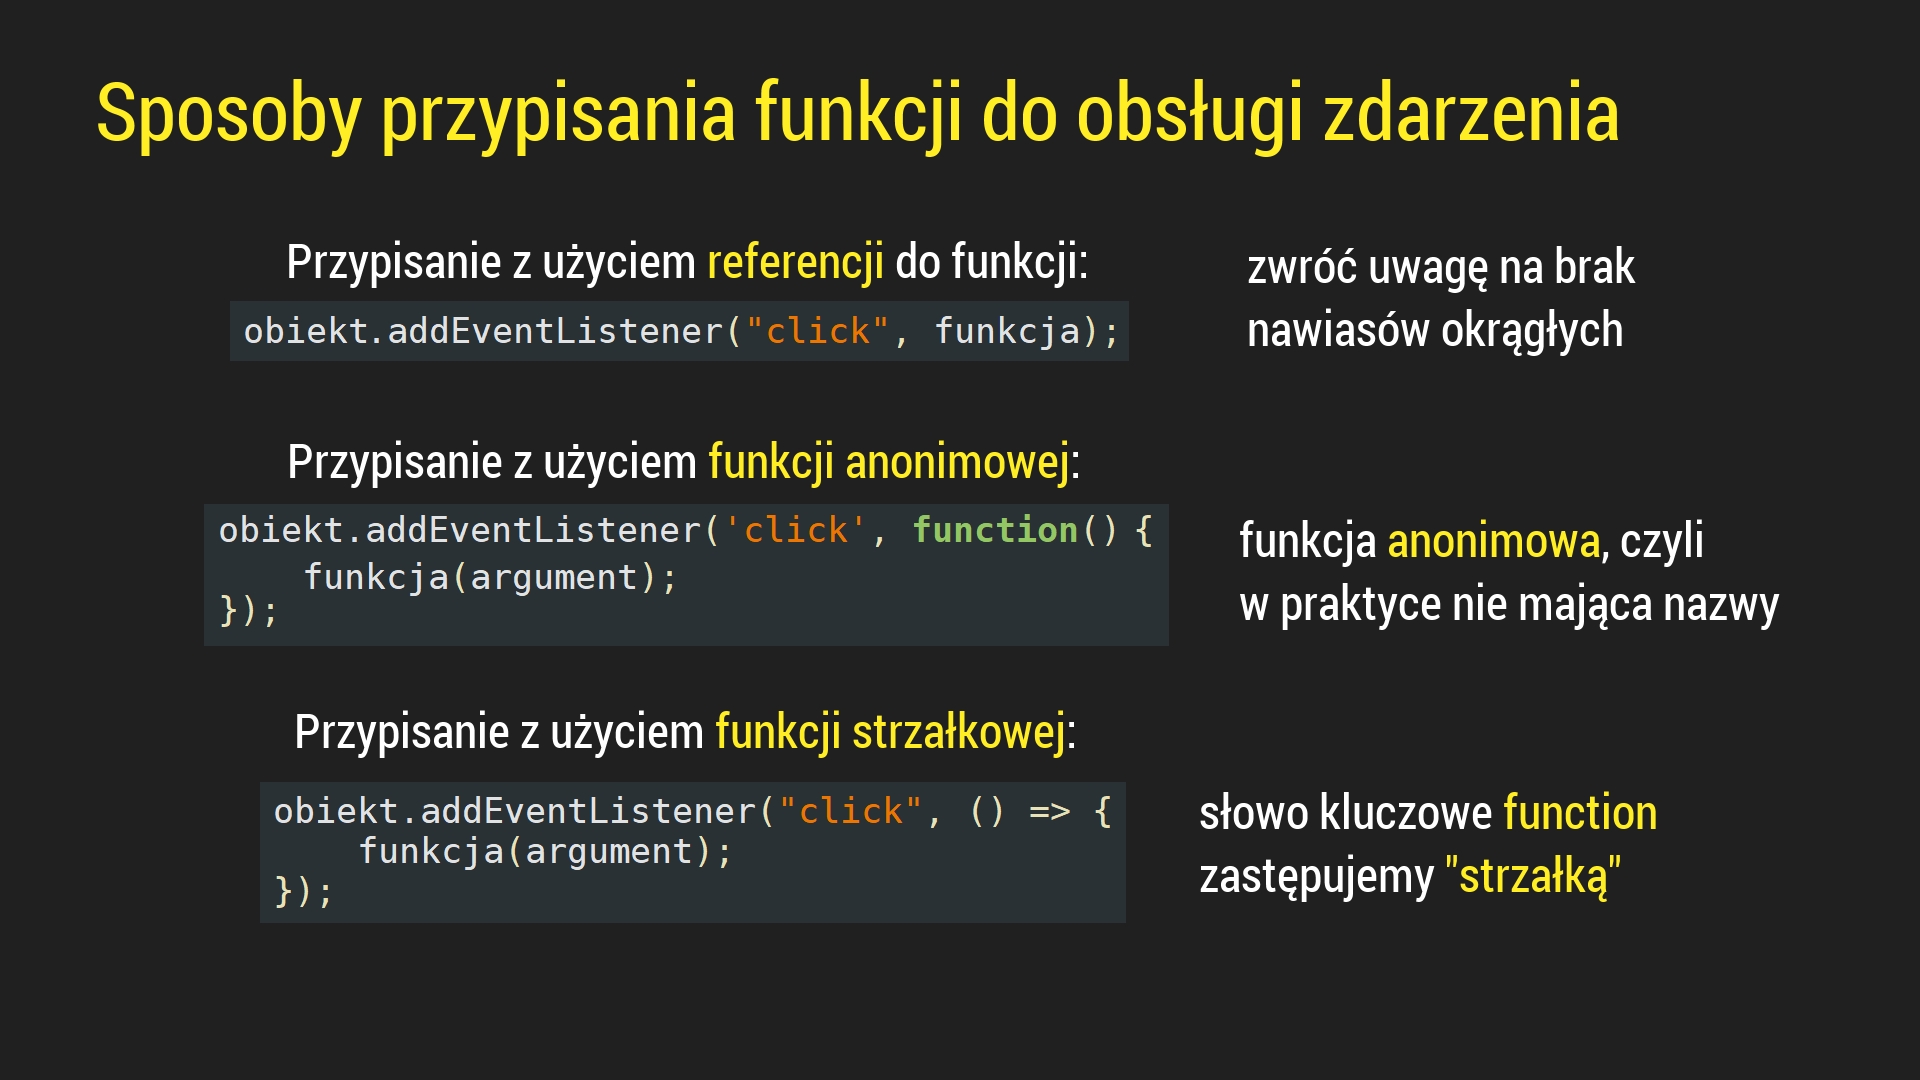 Sposoby przypisania funkcji do obsługi zdarzenia
Przypisanie z użyciem referencji do funkcji:
obiekt.addEventListener("click", funkcja);
zwróć uwagę na brak
nawiasów okrągłych
Przypisanie z użyciem funkcji anonimowej:
obiekt.addEventListener('click', function() {
    funkcja(argument);
});
funkcja anonimowa, czyli
w praktyce nie mająca nazwy
Przypisanie z użyciem funkcji strzałkowej:
obiekt.addEventListener("click", () => {
    funkcja(argument);
});
słowo kluczowe function
zastępujemy "strzałką"